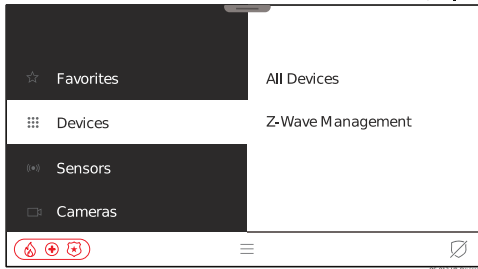 Favorites
All Devices
Devices
Z-Wave Management
Sensors
Cameras